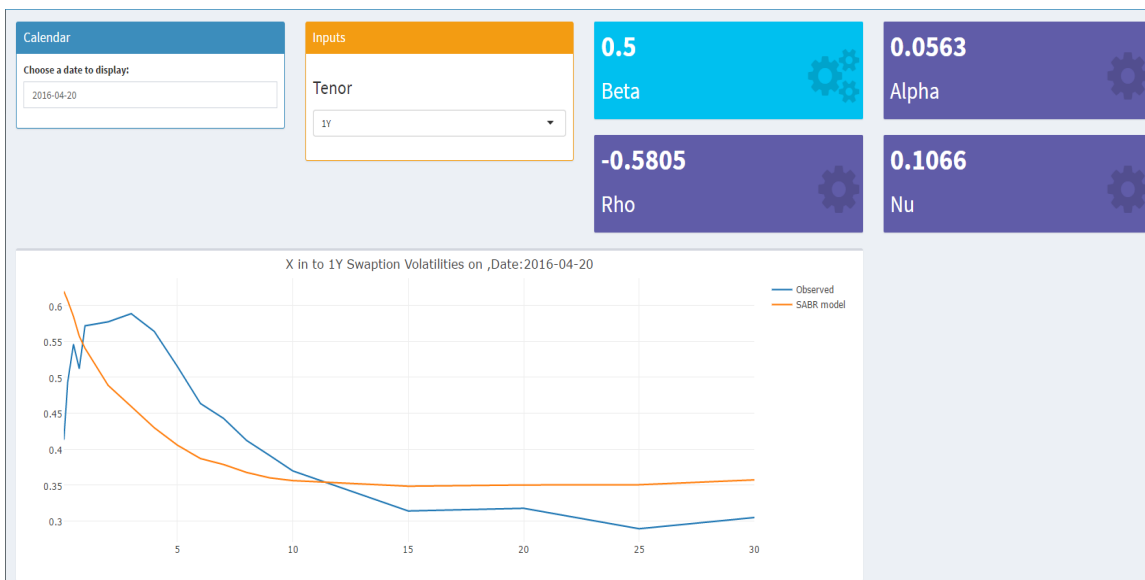 Calendar
Choose a date to display:
2016-04-20
Inputs
Tenor
1Y
0.5
Beta
0.0563
Alpha
-0.5805
Rho
0.1066
Nu
X in to 1Y Swaption Volatilities on ,Date:2016-04-20
Observed
SABR model
0.6
0.55
0.5
0.45
0.4
0.35
0.3
5 10 15 20 25 30